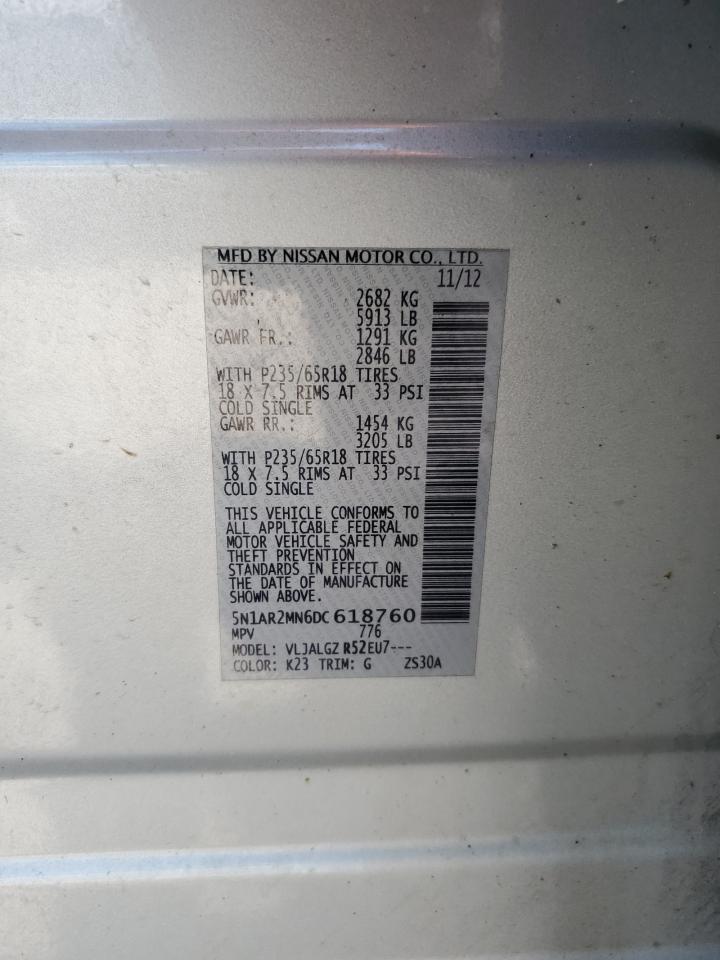 MFD BY NISSAN MOTOR CO., LTD.
DATE: 11/12
GVWR: 2682 KG
5913 LB
GAWR FR.: 1291 KG
2846 LB
WITH P235/65R18 TIRES
18 X 7.5 RIMS AT 33 PSI
COLD SINGLE
GAWR RR.: 1454 KG
3205 LB
WITH P235/65R18 TIRES
18 X 7.5 RIMS AT 33 PSI
COLD SINGLE
THIS VEHICLE CONFORMS TO
ALL APPLICABLE FEDERAL
MOTOR VEHICLE SAFETY AND
THEFT PREVENTION
STANDARDS IN EFFECT ON
THE DATE OF MANUFACTURE
SHOWN ABOVE.
5N1AR2MN6DC618760
MPV 776
MODEL: VLJALGZ R52EU7---
COLOR: K23 TRIM: G ZS30A